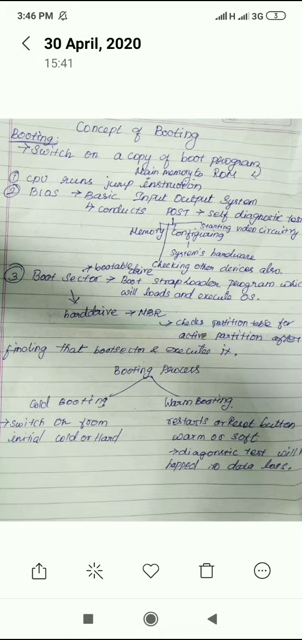 3:46 PM
H 3G 3
30 April, 2020
15:41
Concept of Booting
Booting:
→ Switch on a copy of boot program
Main memory to ROM
① CPU runs jump instruction
② BIOS → Basic Input Output System
↳ conducts POST → self diagnostic test
Memory Configuring starting video circuitry
System's hardware
checking other devices also.
→ bootable drive
③ Boot Sector → Boot strap loader program which
will loads and execute OS.
harddrive → MBR
↳ checks partition table for
active partition after
finding that bootsector & executes it.
Booting Process
Cold Booting Warm Booting.
→ switch on from restarts or Reset button
initial cold or Hard warm or soft
→ diagonstic test will
happed no data loss.